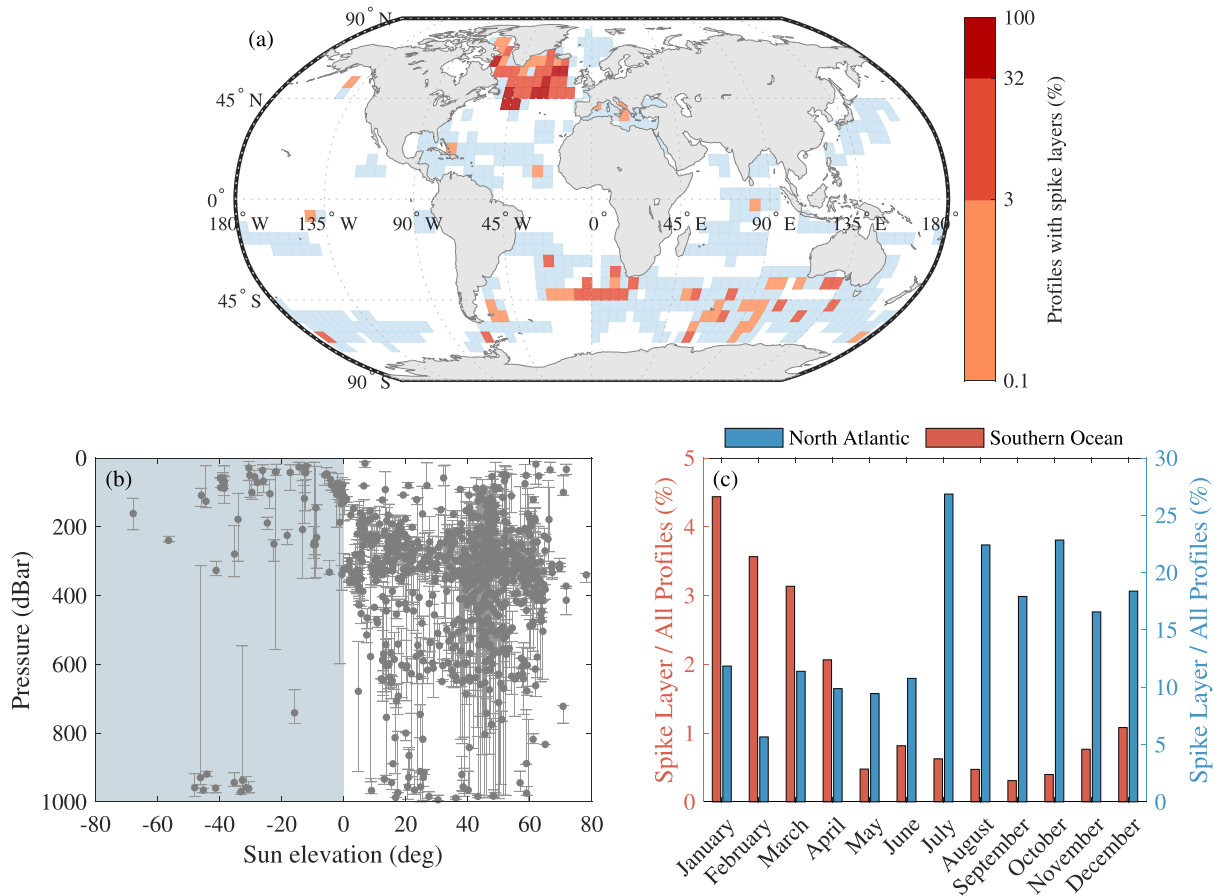 (a)
90° N
45° N
0°
180° W
135° W
90° W
45° W
0°
45° E
90° E
135° E
180°
45° S
90° S
100
32
3
0.1
Profiles with spike layers (%)
(b)
0
200
400
600
800
1000
Pressure (dBar)
-80
-60
-40
-20
0
20
40
60
80
Sun elevation (deg)
North Atlantic
Southern Ocean
(c)
5
4
3
2
1
0
Spike Layer / All Profiles (%)
30
25
20
15
10
5
0
Spike Layer / All Profiles (%)
January
February
March
April
May
June
July
August
September
October
November
December